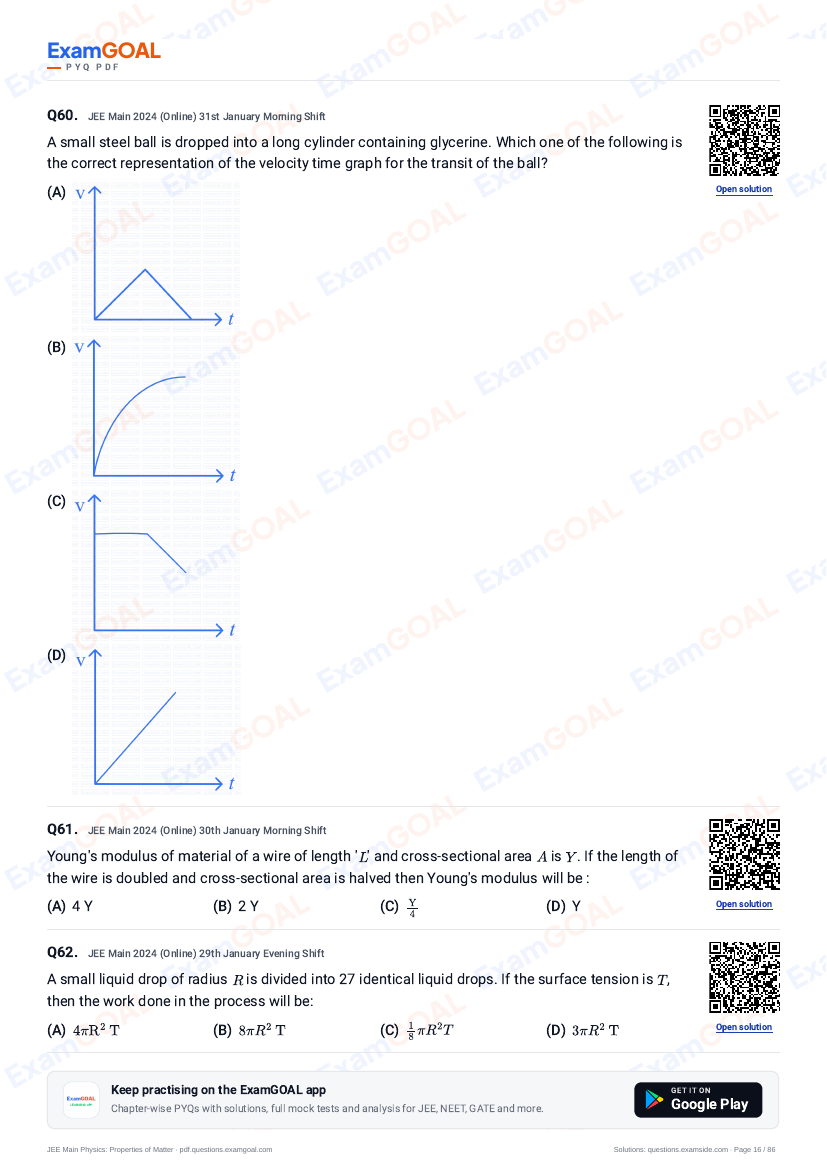 ExamGOAL
PYQ PDF
Q60. JEE Main 2024 (Online) 31st January Morning Shift
A small steel ball is dropped into a long cylinder containing glycerine. Which one of the following is
the correct representation of the velocity time graph for the transit of the ball?
Open solution
(A) V
t
(B) V
t
(C) V
t
(D) V
t
Q61. JEE Main 2024 (Online) 30th January Morning Shift
Young's modulus of material of a wire of length 'L' and cross-sectional area A is Y. If the length of
the wire is doubled and cross-sectional area is halved then Young's modulus will be :
(A) 4 Y (B) 2 Y (C) Y/4 (D) Y
Open solution
Q62. JEE Main 2024 (Online) 29th January Evening Shift
A small liquid drop of radius R is divided into 27 identical liquid drops. If the surface tension is T,
then the work done in the process will be:
(A) 4πR² T (B) 8πR² T (C) 1/8 πR²T (D) 3πR² T
Open solution
ExamGOAL
Keep practising on the ExamGOAL app
Chapter-wise PYQs with solutions, full mock tests and analysis for JEE, NEET, GATE and more.
GET IT ON
Google Play
JEE Main Physics: Properties of Matter · pdf.questions.examgoal.com
Solutions: questions.examside.com · Page 16 / 86